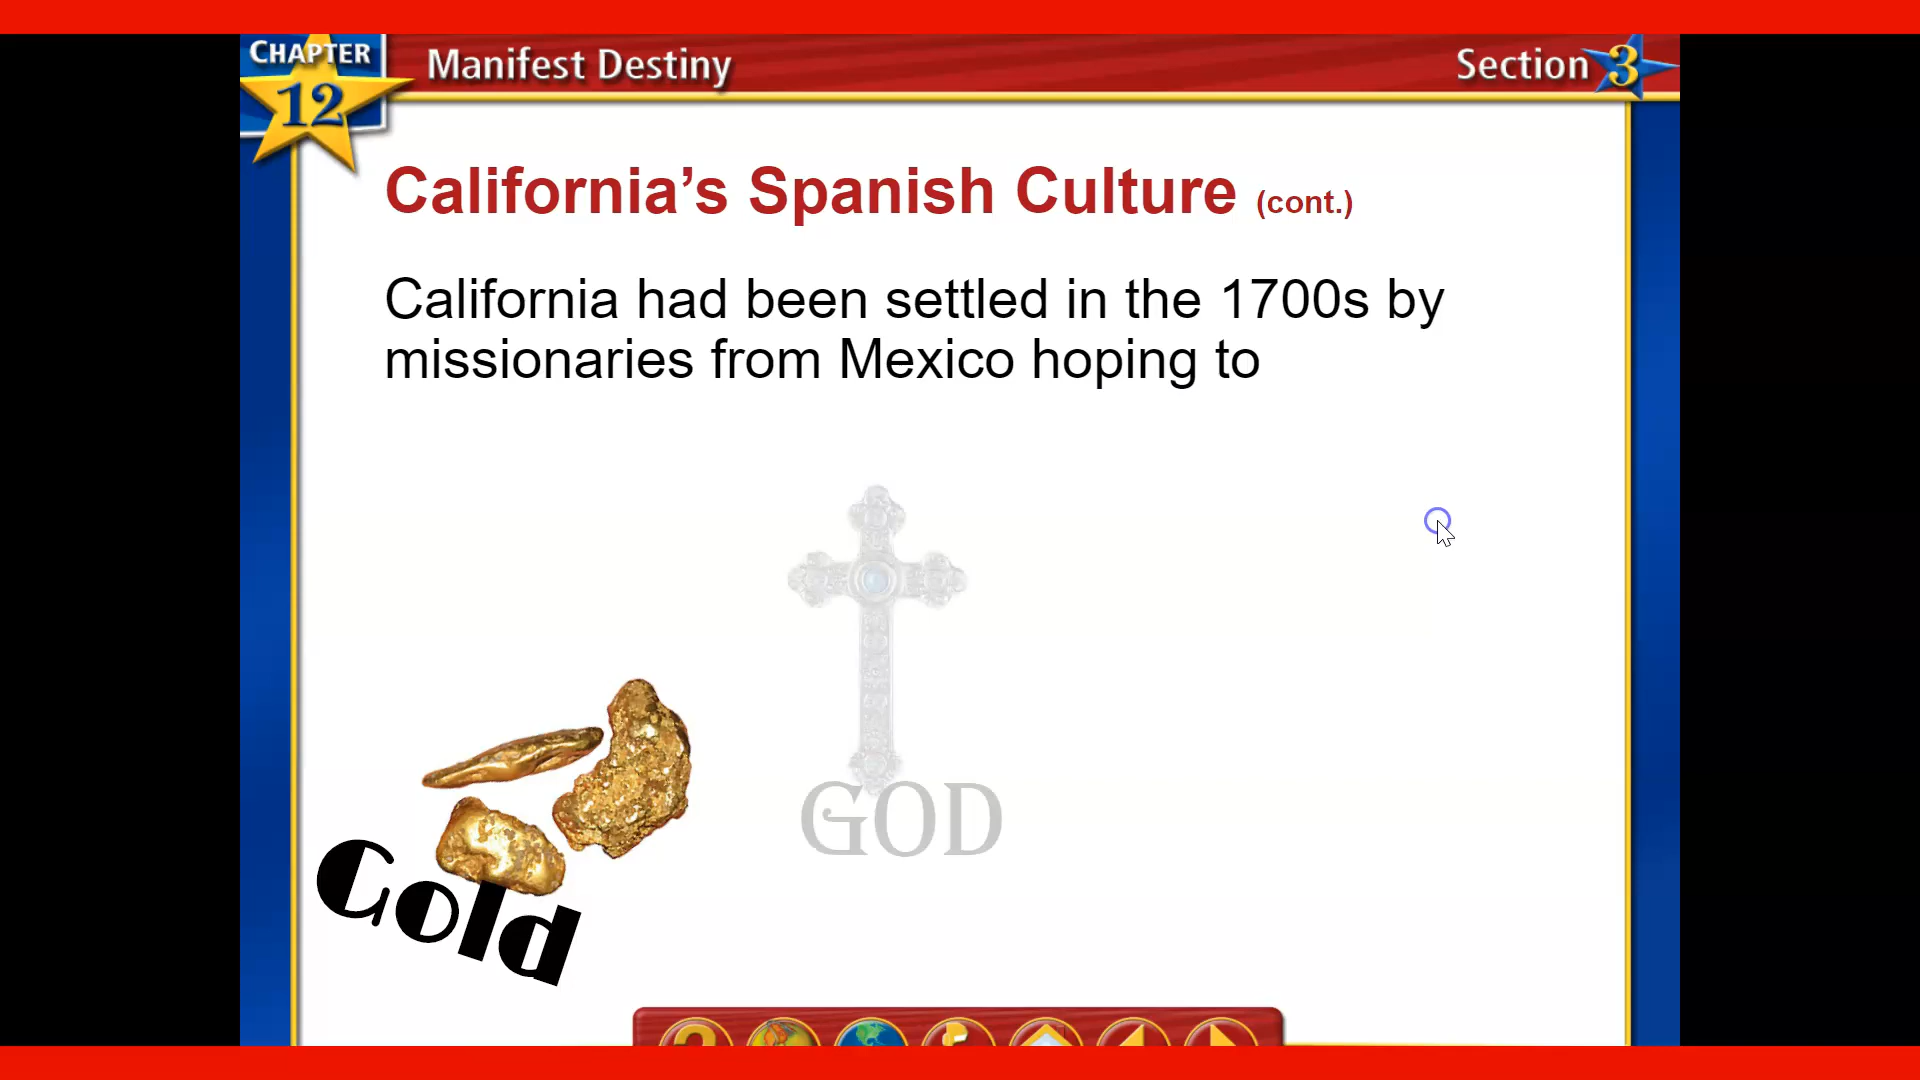 CHAPTER
12
Manifest Destiny
Section 3
California’s Spanish Culture (cont.)
California had been settled in the 1700s by
missionaries from Mexico hoping to
GOD
Gold